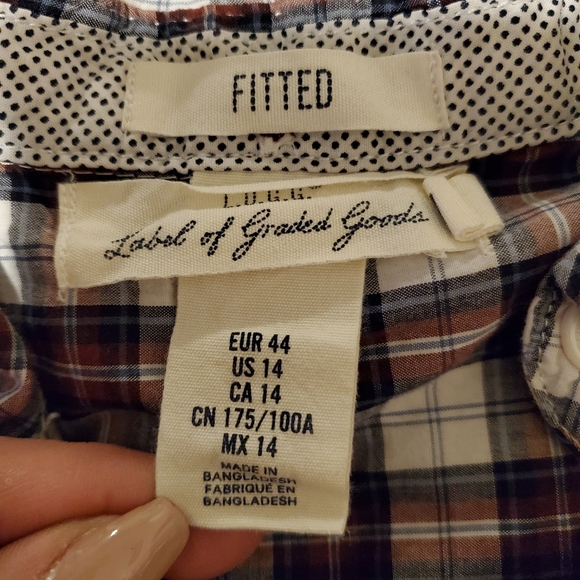 FITTED
L.O.G.G.
Label of Graded Goods
EUR 44
US 14
CA 14
CN 175/100A
MX 14
MADE IN
BANGLADESH
FABRIQUÉ EN
BANGLADESH